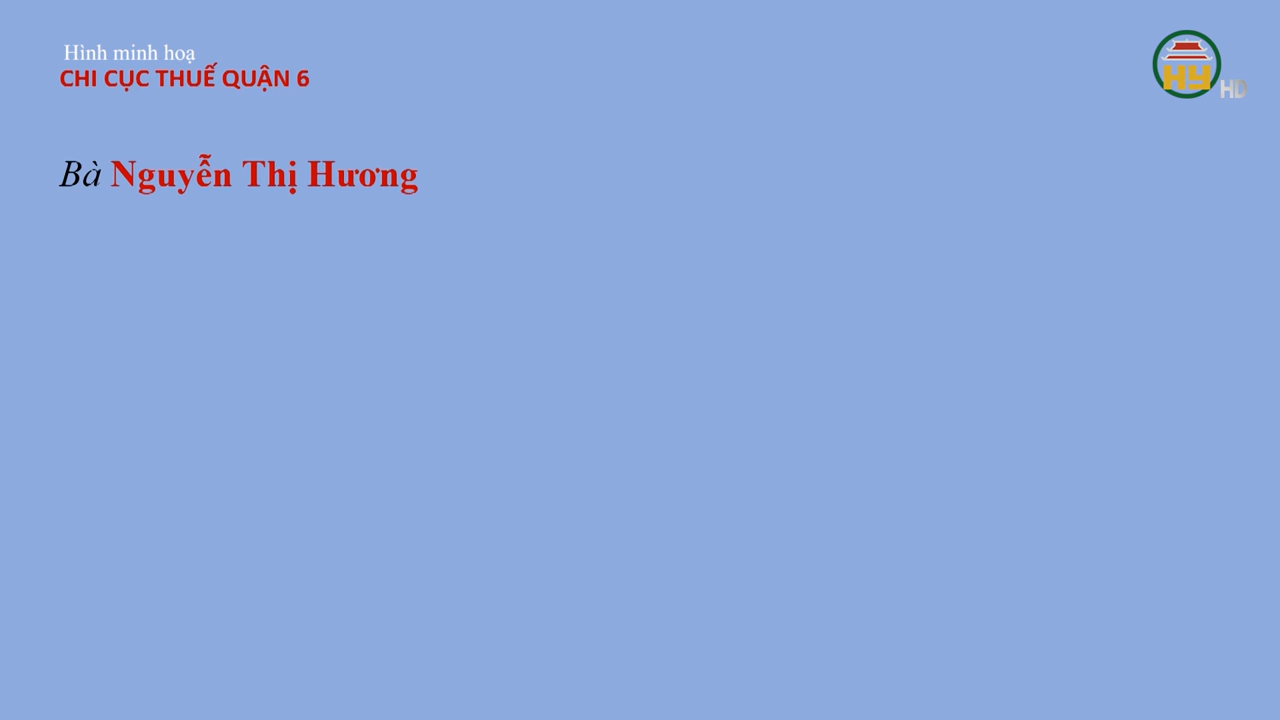 Hình minh hoạ
CHI CỤC THUẾ QUẬN 6
HY
HD
Bà Nguyễn Thị Hương